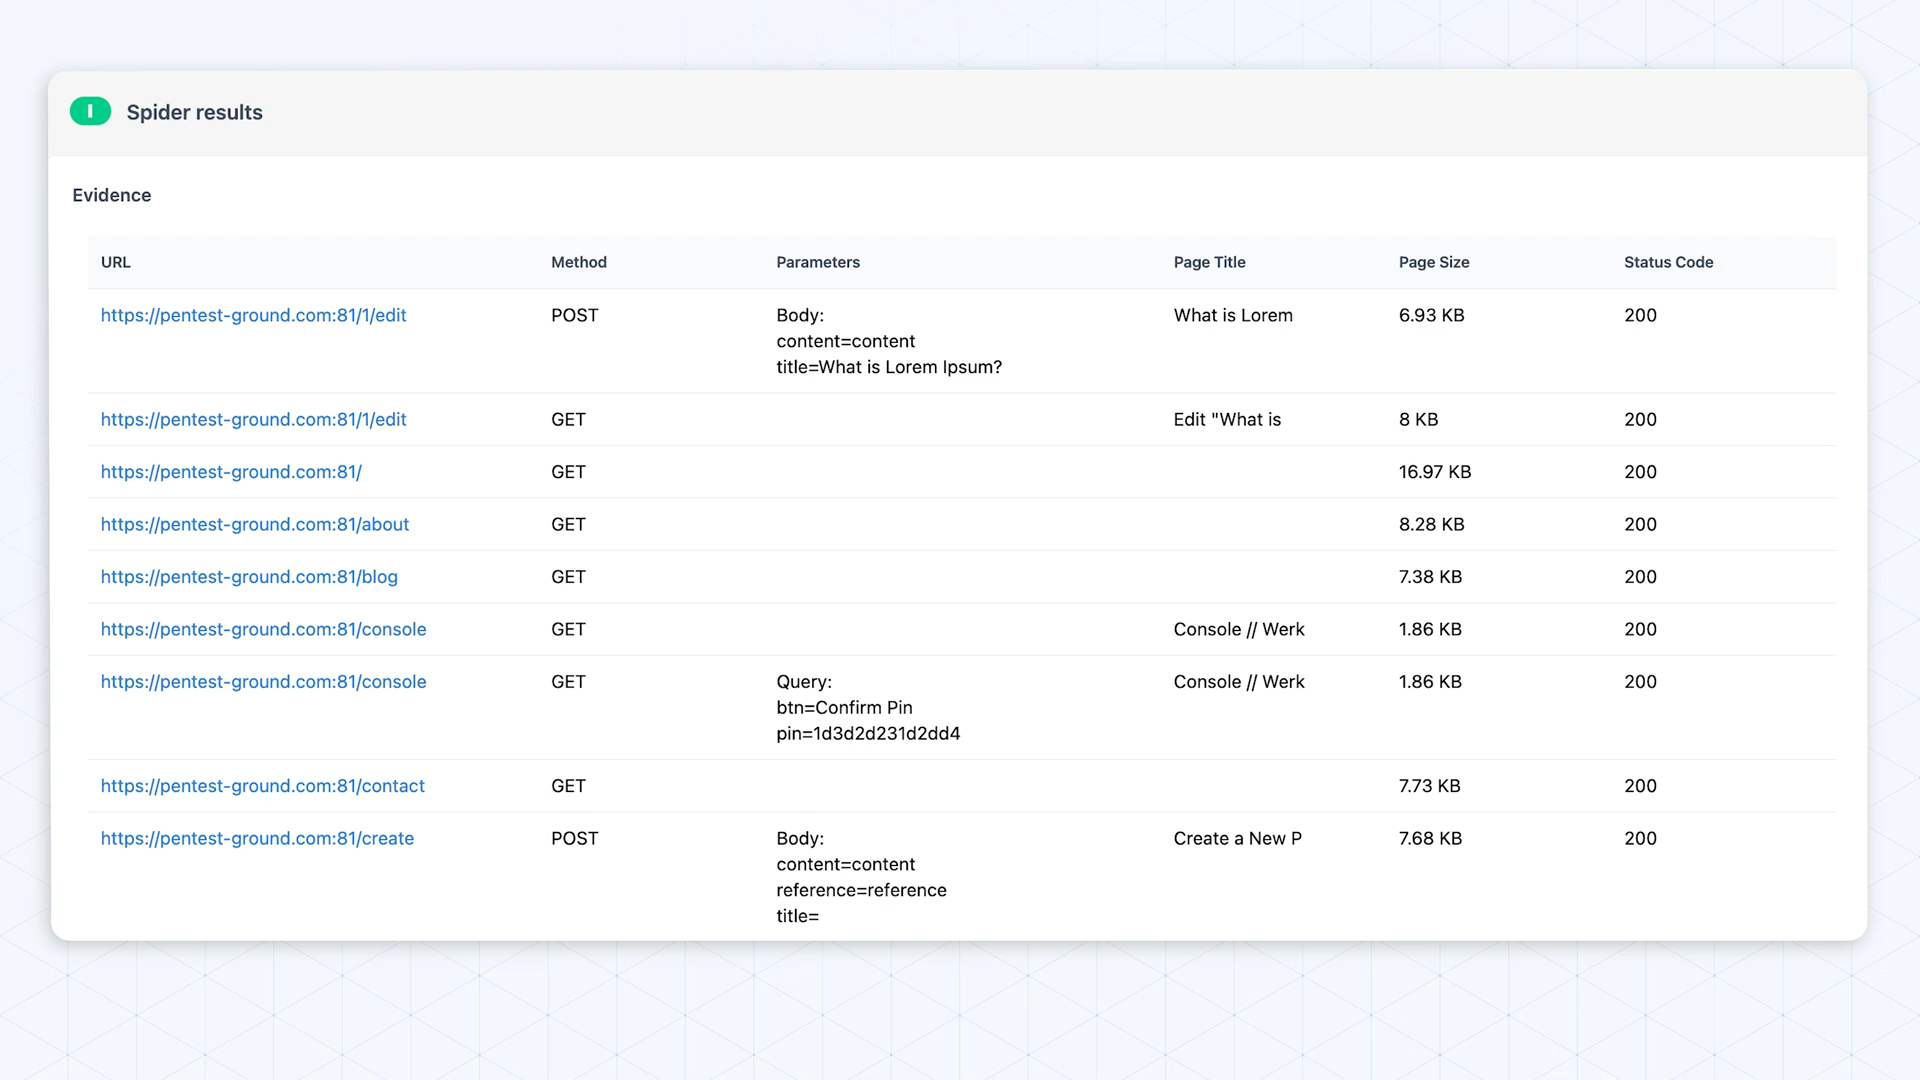 I Spider results
Evidence
URL Method Parameters Page Title Page Size Status Code
https://pentest-ground.com:81/1/edit POST Body: What is Lorem 6.93 KB 200
content=content
title=What is Lorem Ipsum?
https://pentest-ground.com:81/1/edit GET Edit "What is 8 KB 200
https://pentest-ground.com:81/ GET 16.97 KB 200
https://pentest-ground.com:81/about GET 8.28 KB 200
https://pentest-ground.com:81/blog GET 7.38 KB 200
https://pentest-ground.com:81/console GET Console // Werk 1.86 KB 200
https://pentest-ground.com:81/console GET Query: Console // Werk 1.86 KB 200
btn=Confirm Pin
pin=1d3d2d231d2dd4
https://pentest-ground.com:81/contact GET 7.73 KB 200
https://pentest-ground.com:81/create POST Body: Create a New P 7.68 KB 200
content=content
reference=reference
title=